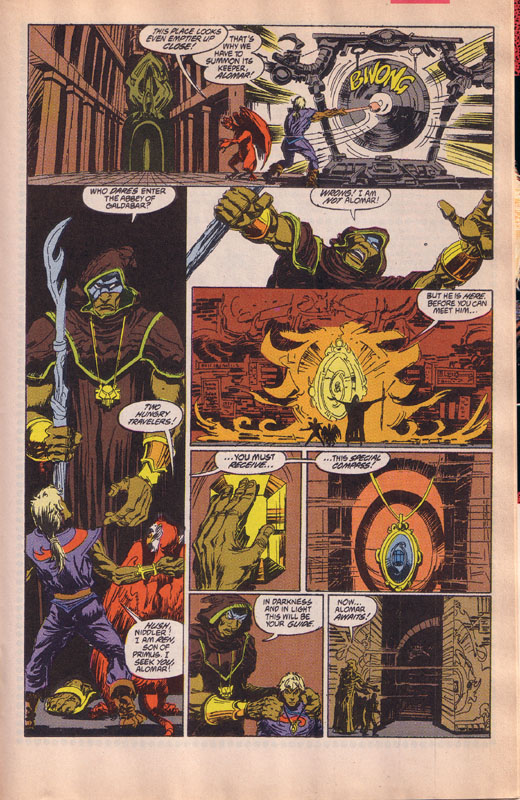 THIS PLACE LOOKS
EVEN EMPTIER UP
CLOSE!
THAT'S
WHY WE
HAVE TO
SUMMON ITS
KEEPER,
ALOMAR!
BWONG
WHO DARES ENTER
THE ABBEY OF
GALDABAR?
TWO
HUNGRY
TRAVELERS!
HUSH,
NIDDLER!
I AM REN,
SON OF
PRIMUS. I
SEEK YOU,
ALOMAR!
WRONG! I AM
NOT ALOMAR!
BUT HE IS HERE.
BEFORE YOU CAN
MEET HIM...
...YOU MUST
RECEIVE...
...THIS SPECIAL
COMPASS!
IN DARKNESS
AND IN LIGHT
THIS WILL BE
YOUR GUIDE.
NOW...
ALOMAR
AWAITS!